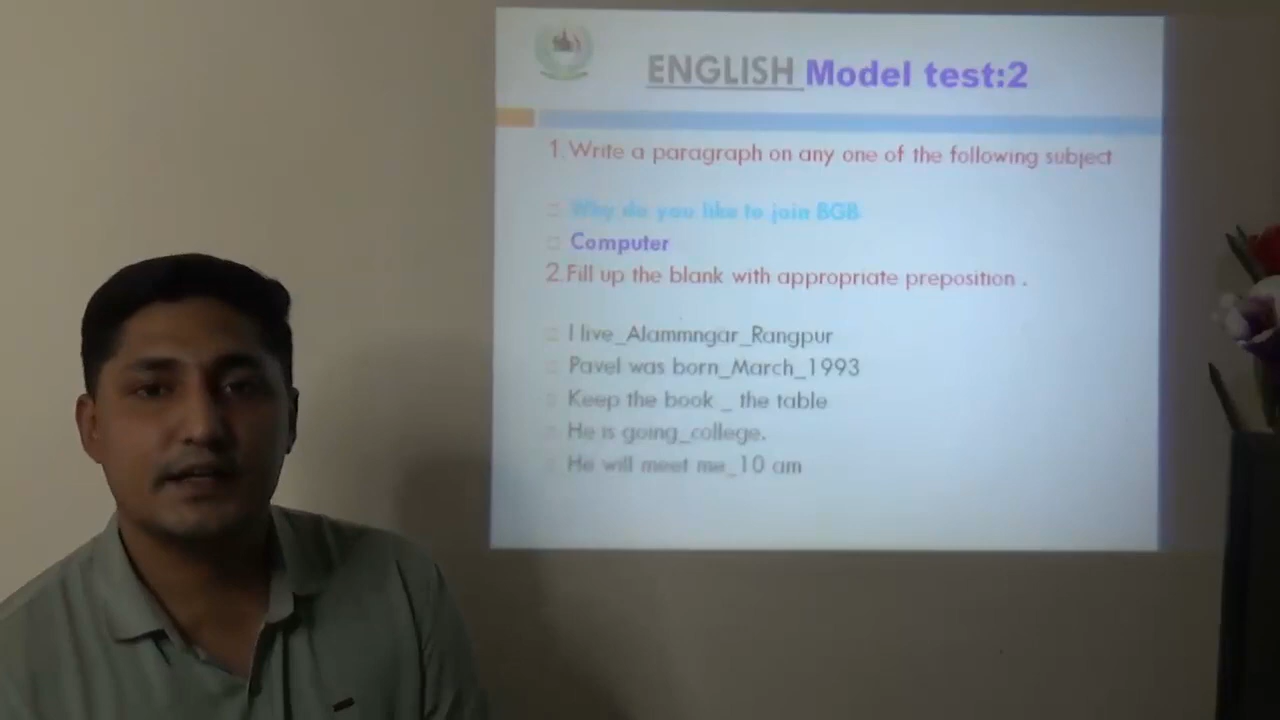 ENGLISH Model test:2
1.Write a paragraph on any one of the following subject
Why do you like to join BGB
Computer
2.Fill up the blank with appropriate preposition .
I live_Alammngar_Rangpur
Pavel was born_March_1993
Keep the book _ the table
He is going_college.
He will meet me_10 am